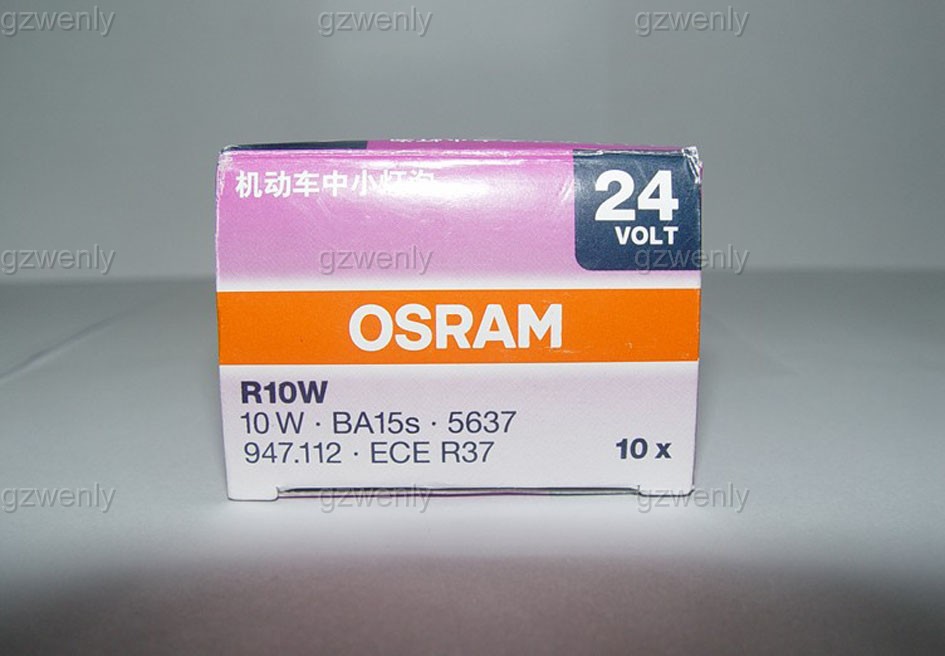 gzwenly gzwenly gzwenly
机动车中小灯泡
24
VOLT
gzwenly gzwenly gzwenly
OSRAM
R10W
10 W · BA15s · 5637
947.112 · ECE R37
10 x
gzwenly gzwenly gzwenly